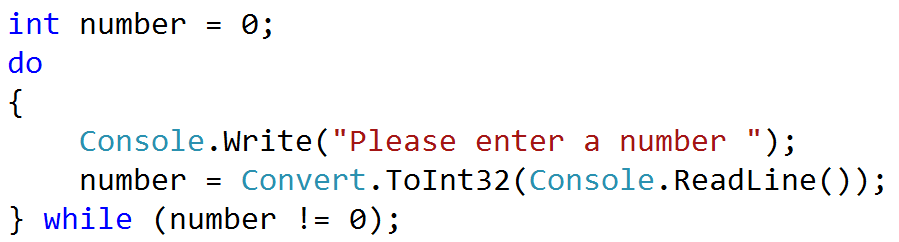 int number = 0;
do
{
    Console.Write("Please enter a number ");
    number = Convert.ToInt32(Console.ReadLine());
} while (number != 0);